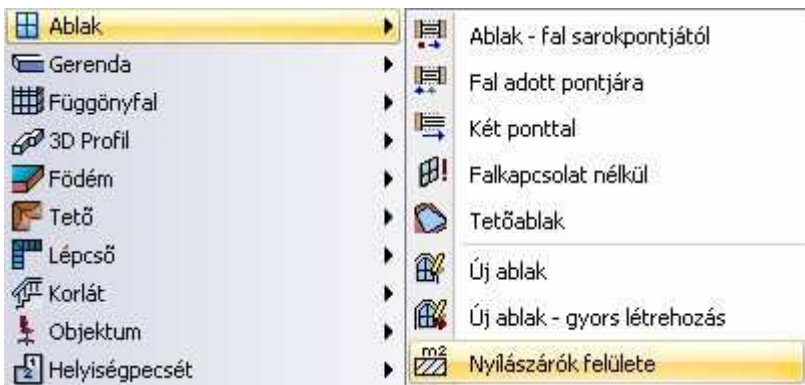 Ablak
Gerenda
Függönyfal
3D Profil
Födém
Tető
Lépcső
Korlát
Objektum
Helyiségpecsét
Ablak - fal sarokpontjától
Fal adott pontjára
Két ponttal
Falkapcsolat nélkül
Tetőablak
Új ablak
Új ablak - gyors létrehozás
m2
Nyílászárók felülete